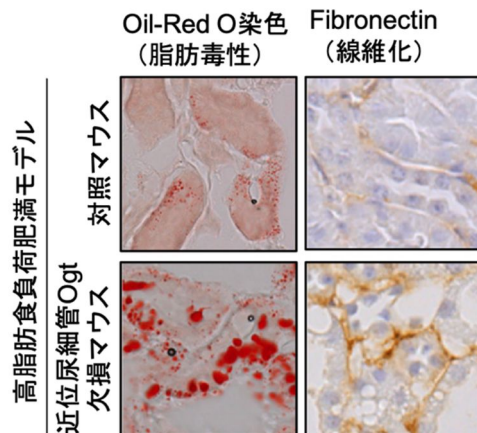 Oil-Red O染色
（脂肪毒性）
Fibronectin
（線維化）
高脂肪食負荷肥満モデル
対照マウス
近位尿細管Ogt
欠損マウス